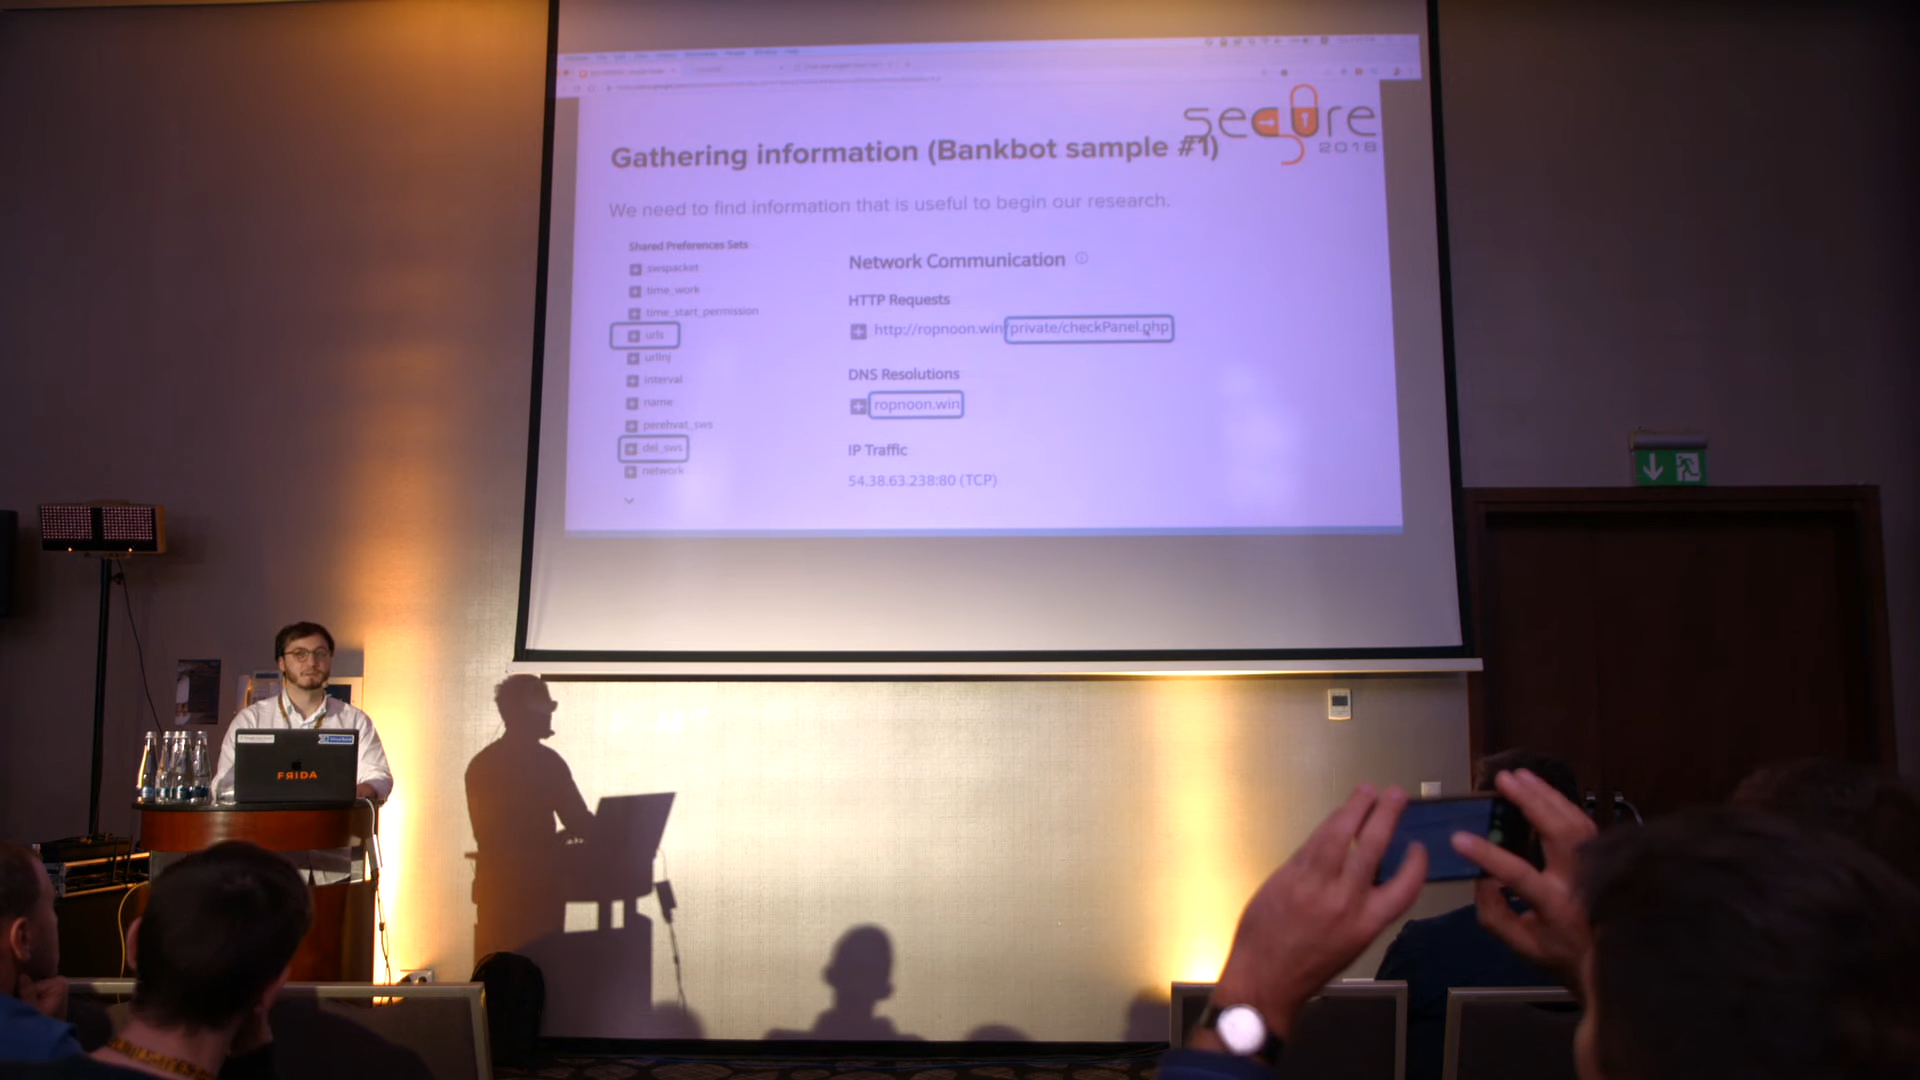 secure
2018
Gathering information (Bankbot sample #1)
We need to find information that is useful to begin our research.
Shared Preferences Sets
swspacket
time_work
time_start_permission
urls
urlInj
interval
name
perehvat_sws
del_sws
network
Network Communication
HTTP Requests
http://ropnoon.win/private/checkPanel.php
DNS Resolutions
ropnoon.win
IP Traffic
54.38.63.238:80 (TCP)
FRIDA